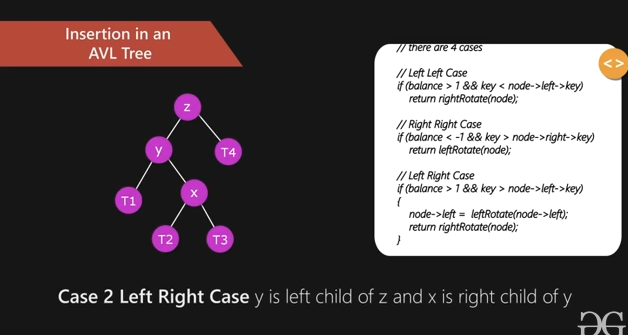 Insertion in an
AVL Tree
z
y
T4
T1
x
T2
T3
// there are 4 cases
// Left Left Case
if (balance > 1 && key < node->left->key)
return rightRotate(node);
// Right Right Case
if (balance < -1 && key > node->right->key)
return leftRotate(node);
// Left Right Case
if (balance > 1 && key > node->left->key)
{
node->left = leftRotate(node->left);
return rightRotate(node);
}
< >
Case 2 Left Right Case y is left child of z and x is right child of y